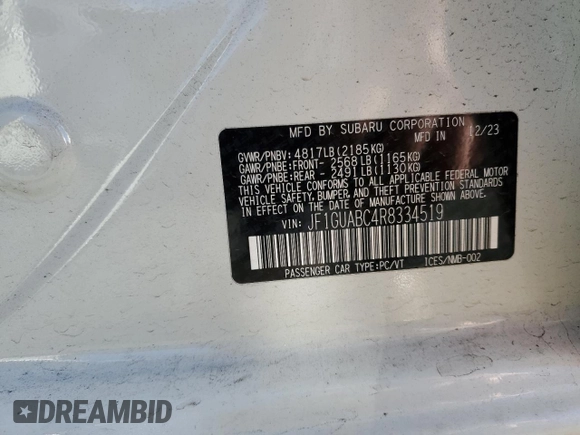 MFD BY SUBARU CORPORATION
MFD IN 12/23
GVWR/PNBV: 4817LB(2185KG)
GAWR/PNBE:FRONT- 2568LB(1165KG)
GAWR/PNBE:REAR - 2491LB(1130KG)
THIS VEHICLE CONFORMS TO ALL APPLICABLE FEDERAL MOTOR
VEHICLE SAFETY, BUMPER, AND THEFT PREVENTION STANDARDS
IN EFFECT ON THE DATE OF MANUFACTURE SHOWN ABOVE.
VIN: JF1GUABC4R8334519
PASSENGER CAR TYPE:PC/VT ICES/NMB-002
DREAMBID